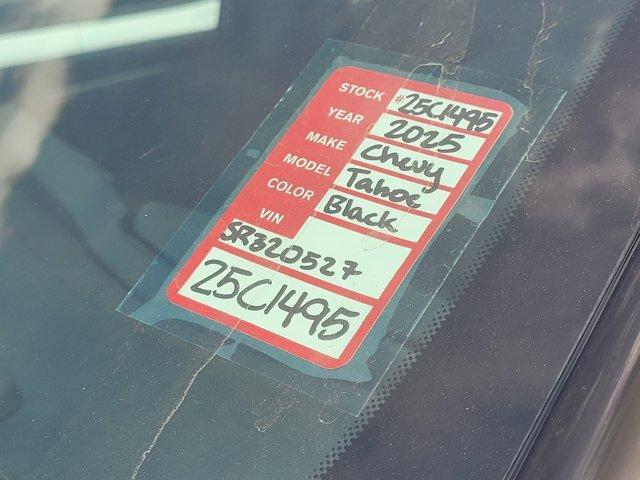 STOCK #25C1495
YEAR 2025
MAKE Chevy
MODEL Tahoe
COLOR Black
VIN
SR320527
25C1495